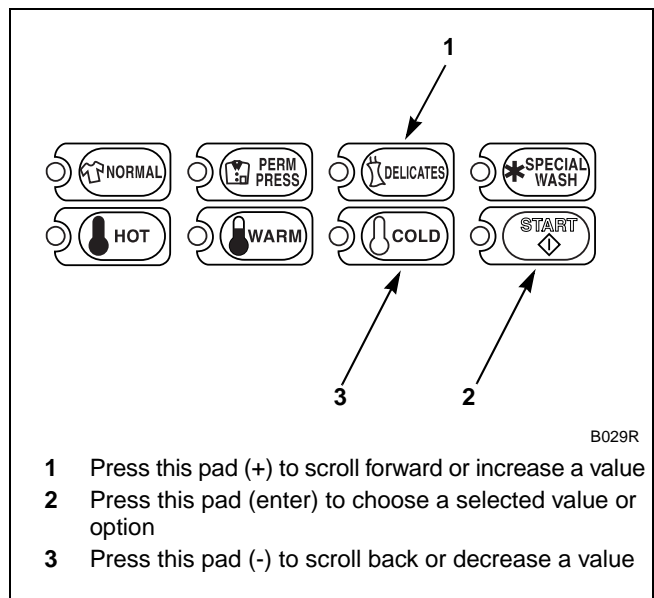 1
NORMAL
PERM
PRESS
DELICATES
SPECIAL
WASH
HOT
WARM
COLD
START
3
2
B029R
1 Press this pad (+) to scroll forward or increase a value
2 Press this pad (enter) to choose a selected value or
option
3 Press this pad (-) to scroll back or decrease a value